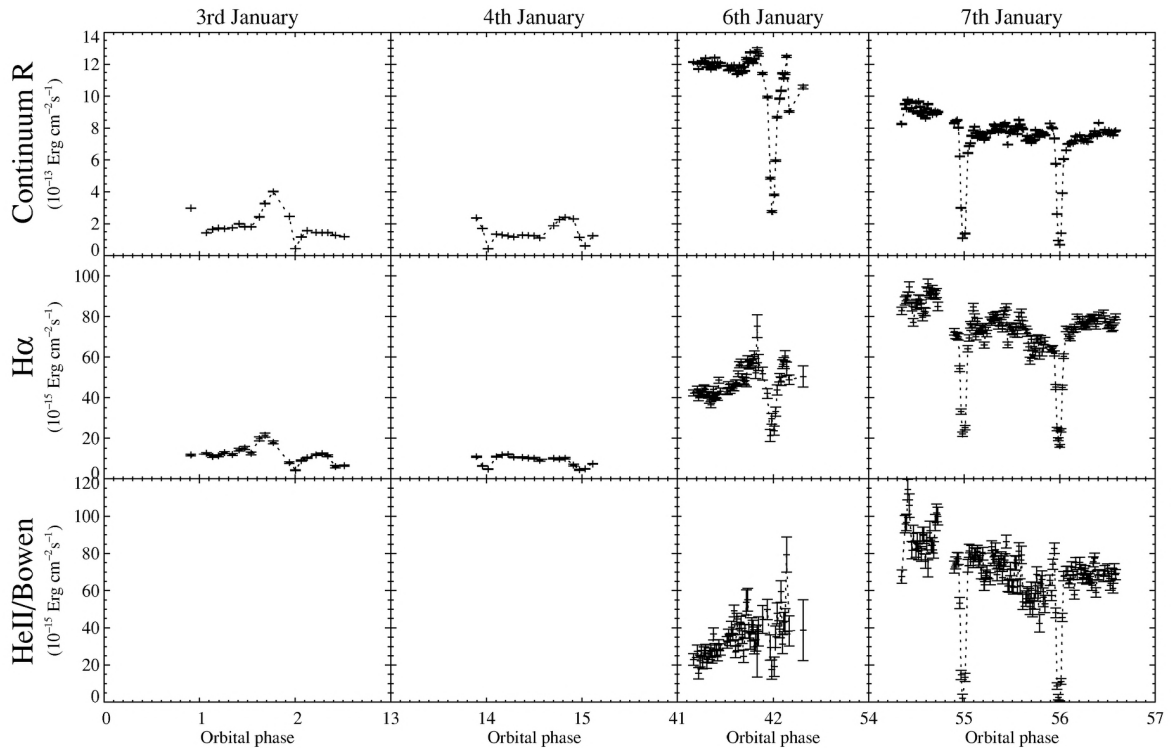 3rd January 4th January 6th January 7th January
Continuum R
(10⁻¹³ Erg cm⁻²s⁻¹)
14
12
10
8
6
4
2
0
Hα
(10⁻¹⁵ Erg cm⁻²s⁻¹)
100
80
60
40
20
0
HeII/Bowen
(10⁻¹⁵ Erg cm⁻²s⁻¹)
120
100
80
60
40
20
0
0 1 2 13 14 15 41 42 54 55 56 57
Orbital phase Orbital phase Orbital phase Orbital phase